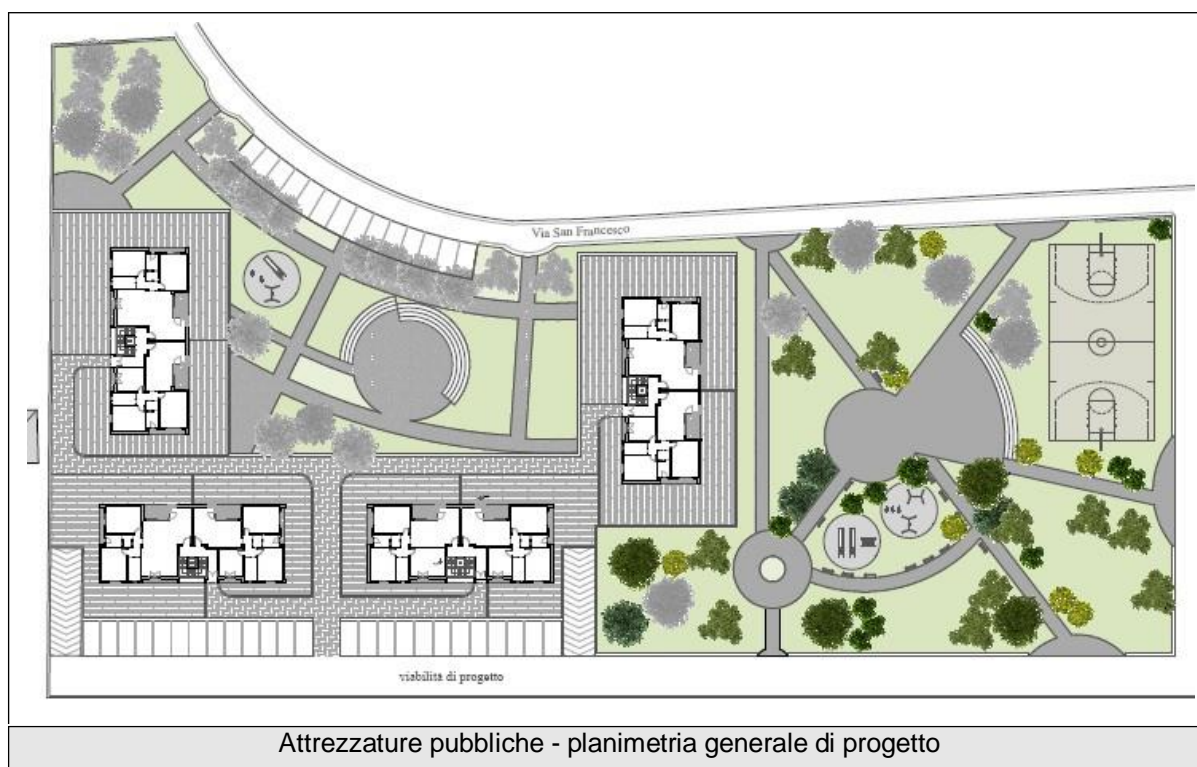 Via San Francesco
viabilità di progetto
Attrezzature pubbliche - planimetria generale di progetto